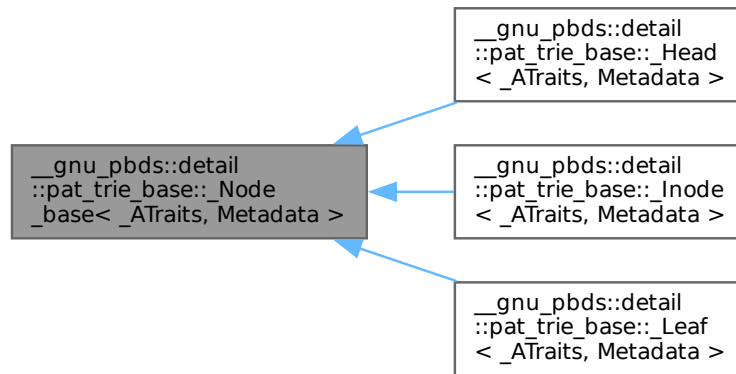 __gnu_pbds::detail
::pat_trie_base::_Head
< _ATraits, Metadata >
__gnu_pbds::detail
::pat_trie_base::_Node
_base< _ATraits, Metadata >
__gnu_pbds::detail
::pat_trie_base::_Inode
< _ATraits, Metadata >
__gnu_pbds::detail
::pat_trie_base::_Leaf
< _ATraits, Metadata >